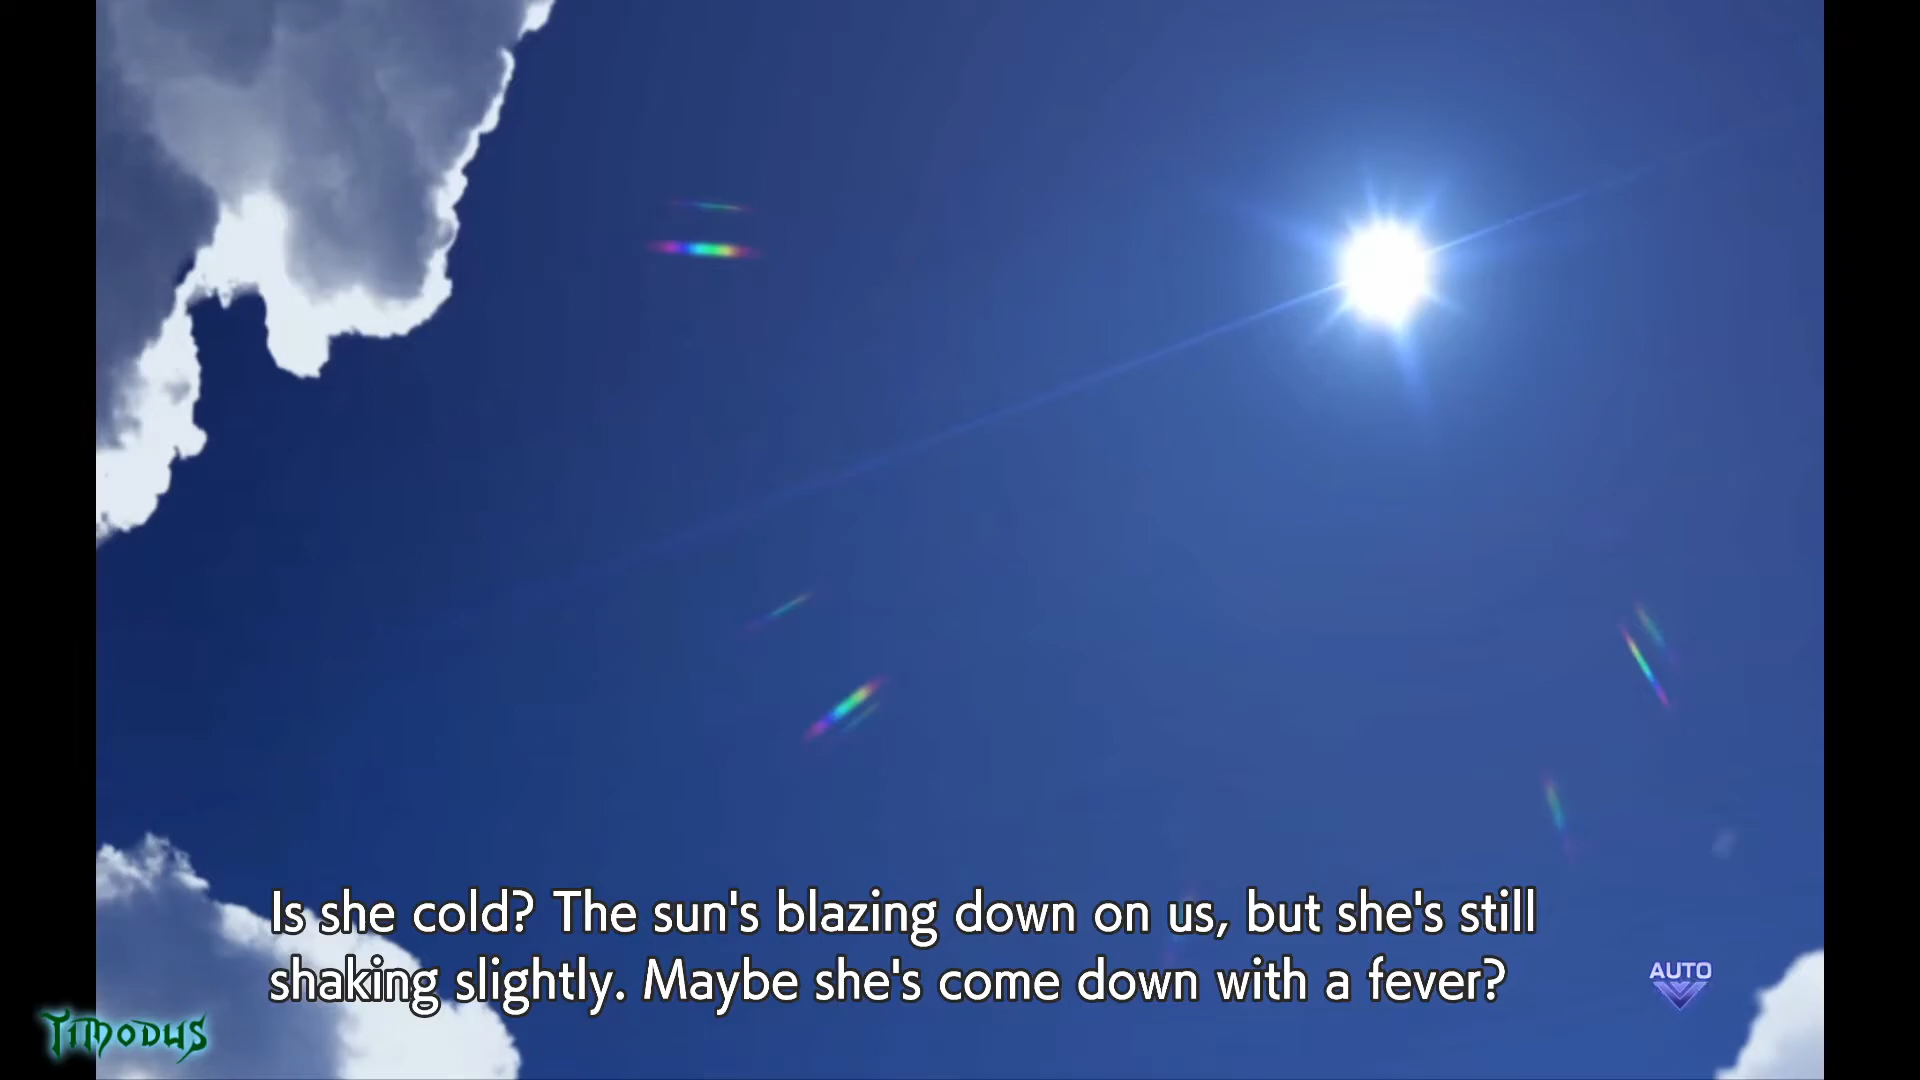 Is she cold? The sun's blazing down on us, but she's still
shaking slightly. Maybe she's come down with a fever?
AUTO
TIMODUS